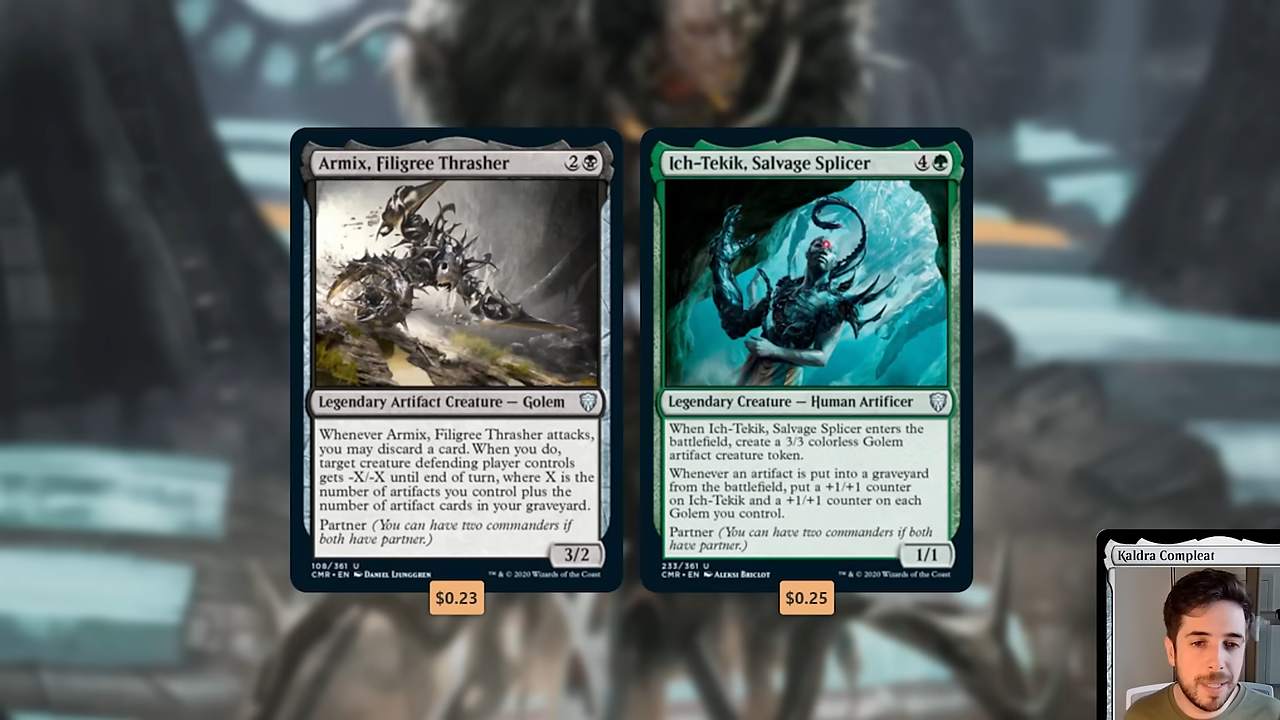 Armix, Filigree Thrasher 2
Legendary Artifact Creature — Golem
Whenever Armix, Filigree Thrasher attacks,
you may discard a card. When you do,
target creature defending player controls
gets -X/-X until end of turn, where X is the
number of artifacts you control plus the
number of artifact cards in your graveyard.
Partner (You can have two commanders if
both have partner.)
3/2
108/361 U
CMR • EN Daniel Ljunggren
™ & © 2020 Wizards of the Coast
$0.23
Ich-Tekik, Salvage Splicer 4
Legendary Creature — Human Artificer
When Ich-Tekik, Salvage Splicer enters the
battlefield, create a 3/3 colorless Golem
artifact creature token.
Whenever an artifact is put into a graveyard
from the battlefield, put a +1/+1 counter
on Ich-Tekik and a +1/+1 counter on each
Golem you control.
Partner (You can have two commanders if both
have partner.)
1/1
233/361 U
CMR • EN Aleksi Briclot
™ & © 2020 Wizards of the Coast
$0.25
Kaldra Compleat